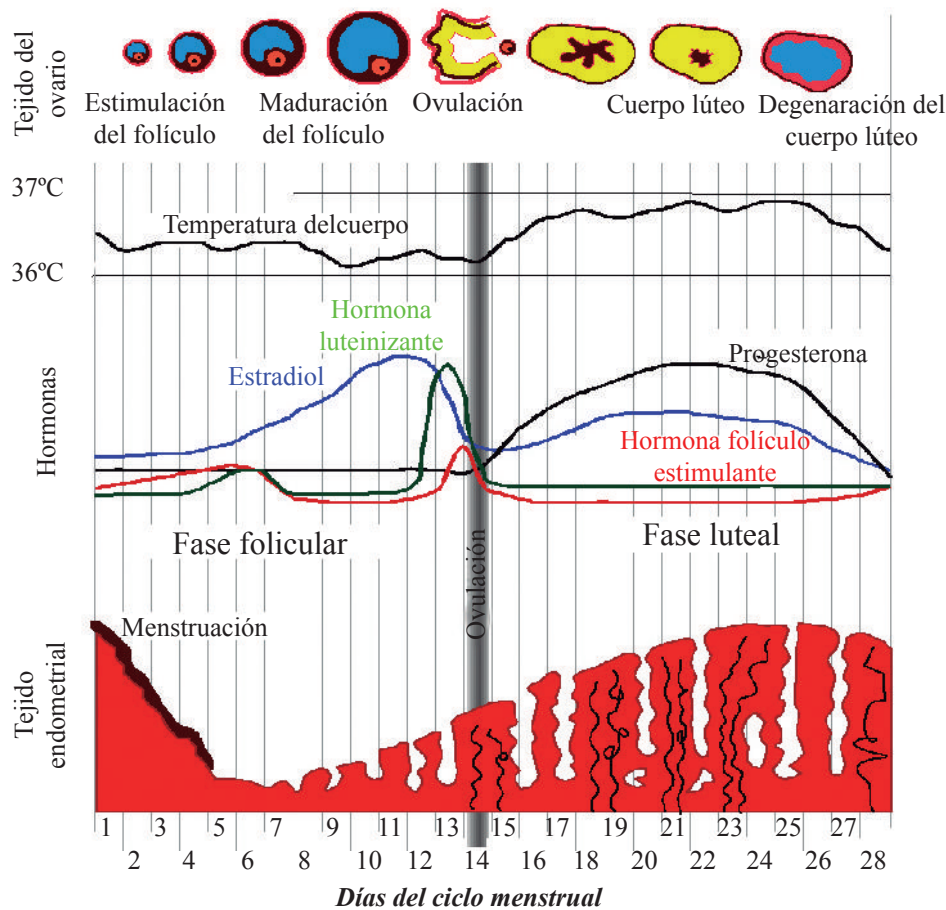 Tejido del
ovario
Estimulación
del folículo
Maduración
del folículo
Ovulación
Cuerpo lúteo
Degenaración del
cuerpo lúteo
37ºC
Temperatura delcuerpo
36ºC
Hormonas
Hormona
luteinizante
Estradiol
Progesterona
Hormona folículo
estimulante
Fase folicular
Fase luteal
Ovulación
Tejido
endometrial
Menstruación
1 3 5 7 9 11 13 15 17 19 21 23 25 27
2 4 6 8 10 12 14 16 18 20 22 24 26 28
Días del ciclo menstrual